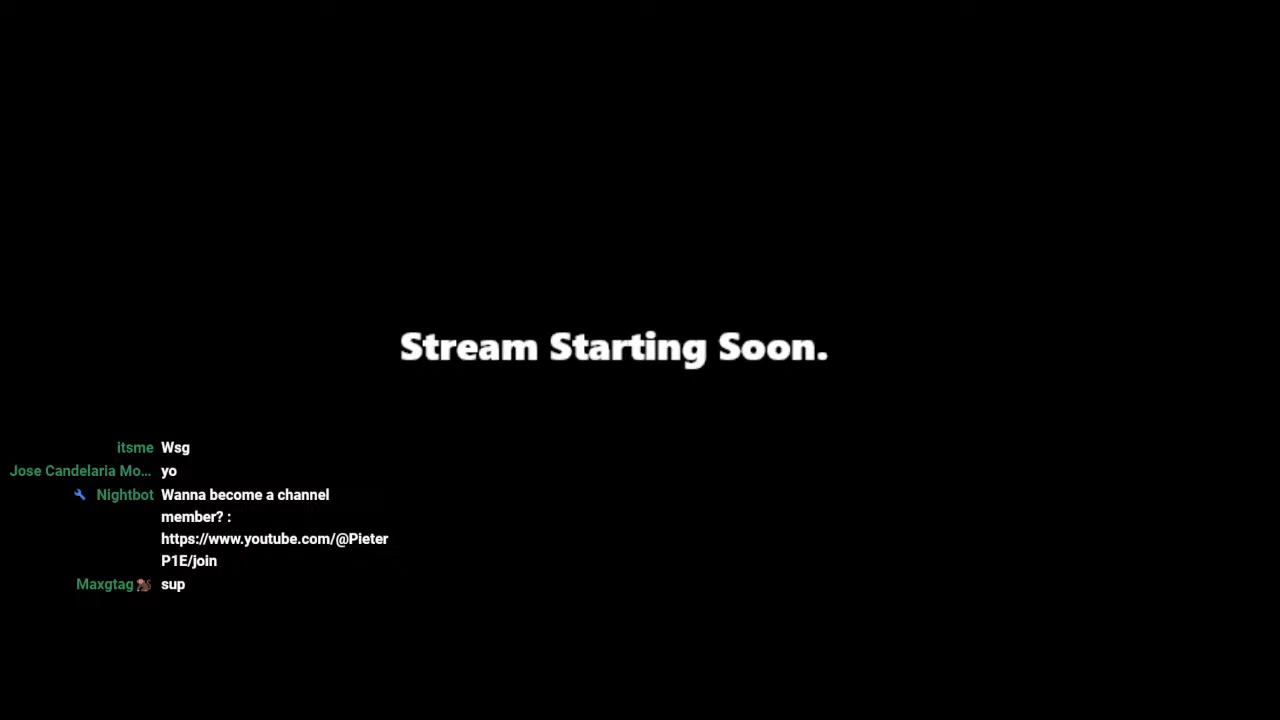 Stream Starting Soon.
itsme Wsg
Jose Candelaria Mo... yo
Nightbot Wanna become a channel
member? :
https://www.youtube.com/@Pieter
P1E/join
Maxgtag🐒 sup